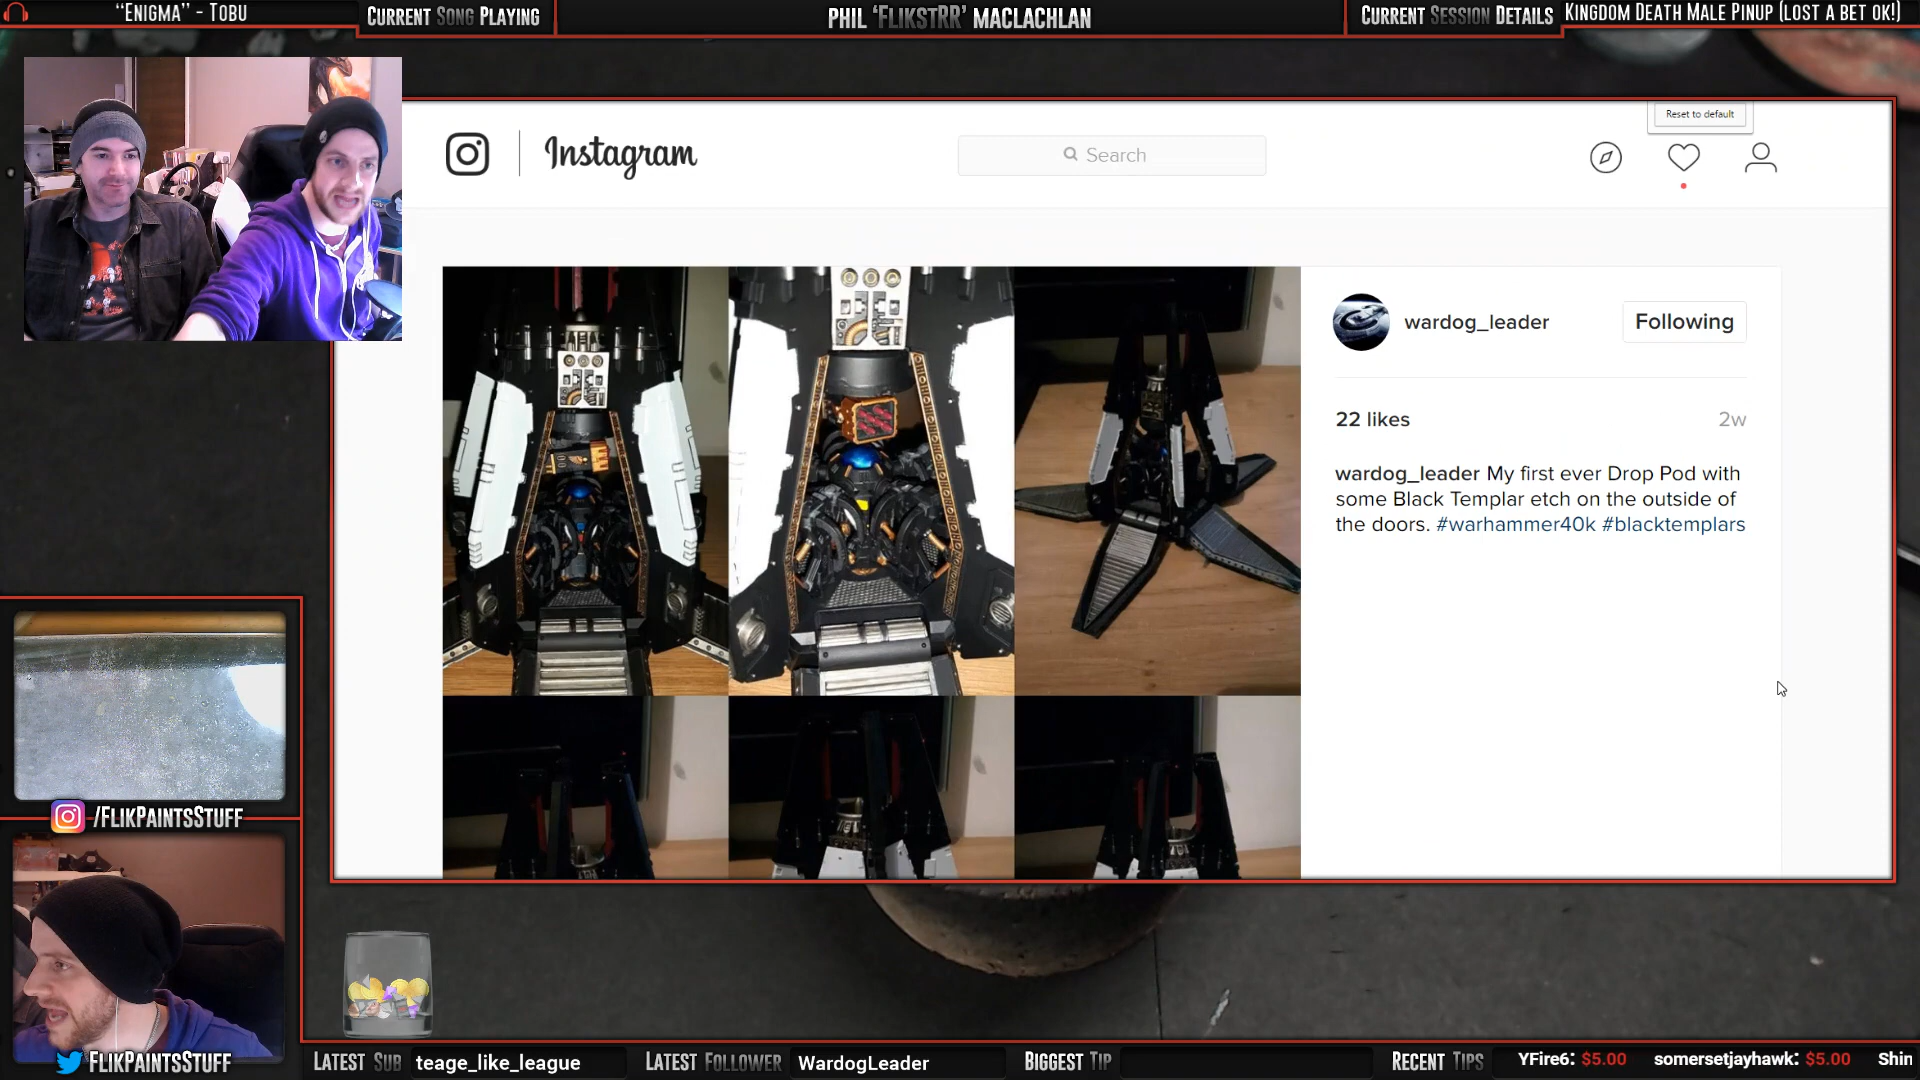 “Enigma” - Tobu
Current Song Playing
Phil ‘FlikstRR’ MacLachlan
Current Session Details
Kingdom Death Male Pinup (lost a bet ok!)
Reset to default
Instagram
Search
wardog_leader
Following
22 likes
2w
wardog_leader My first ever Drop Pod with
some Black Templar etch on the outside of
the doors. #warhammer40k #blacktemplars
/FlikPaintsStuff
FlikPaintsStuff
Latest Sub
teage_like_league
Latest Follower
WardogLeader
Biggest Tip
Recent Tips
YFire6: $5.00
somersetjayhawk: $5.00
Shin